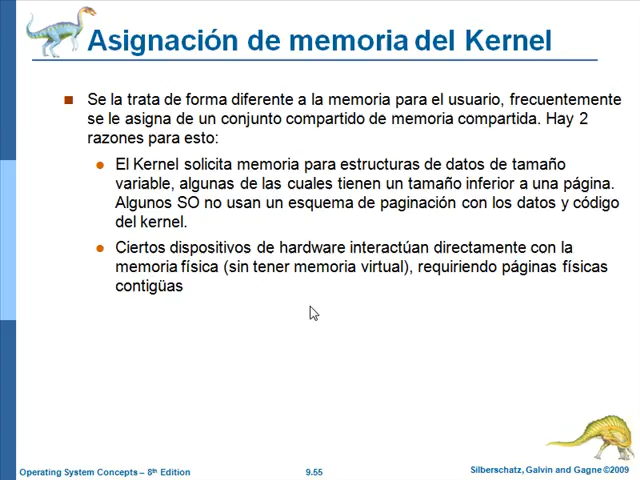 Asignación de memoria del Kernel
Se la trata de forma diferente a la memoria para el usuario, frecuentemente
se le asigna de un conjunto compartido de memoria compartida. Hay 2
razones para esto:
El Kernel solicita memoria para estructuras de datos de tamaño
variable, algunas de las cuales tienen un tamaño inferior a una página.
Algunos SO no usan un esquema de paginación con los datos y código
del kernel.
Ciertos dispositivos de hardware interactúan directamente con la
memoria física (sin tener memoria virtual), requiriendo páginas físicas
contigüas
Operating System Concepts – 8th Edition
9.55
Silberschatz, Galvin and Gagne ©2009